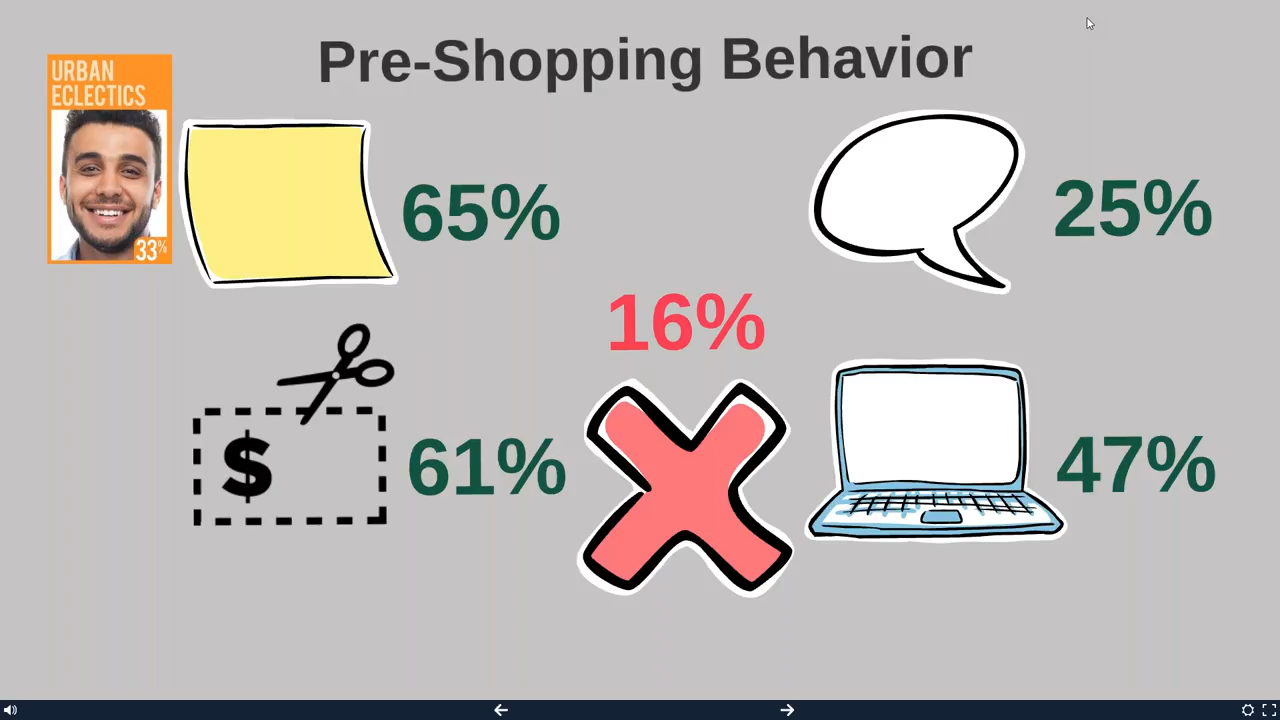 Pre-Shopping Behavior
URBAN
ECLECTICS
33%
65%
25%
16%
$
61%
47%